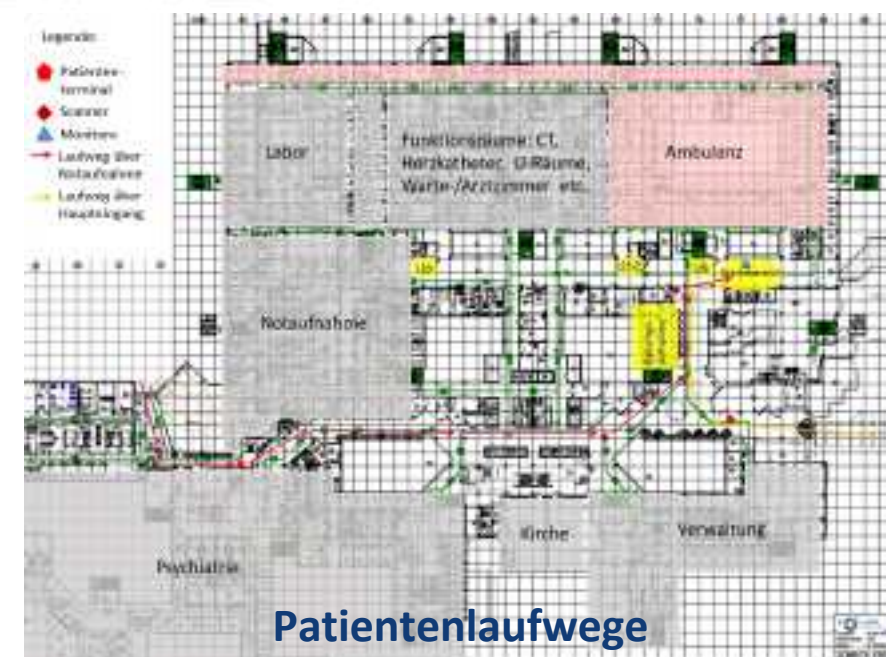 Legende:
Patienten-
terminal
Scanner
Monitore
Laufweg über
Notaufnahme
Laufweg über
Haupteingang
Labor
Funktionsräume: CT,
Herzkatheter, U-Räume,
Warte-/Arztzimmer etc.
Ambulanz
Notaufnahme
Kirche
Verwaltung
Psychiatrie
Patientenlaufwege